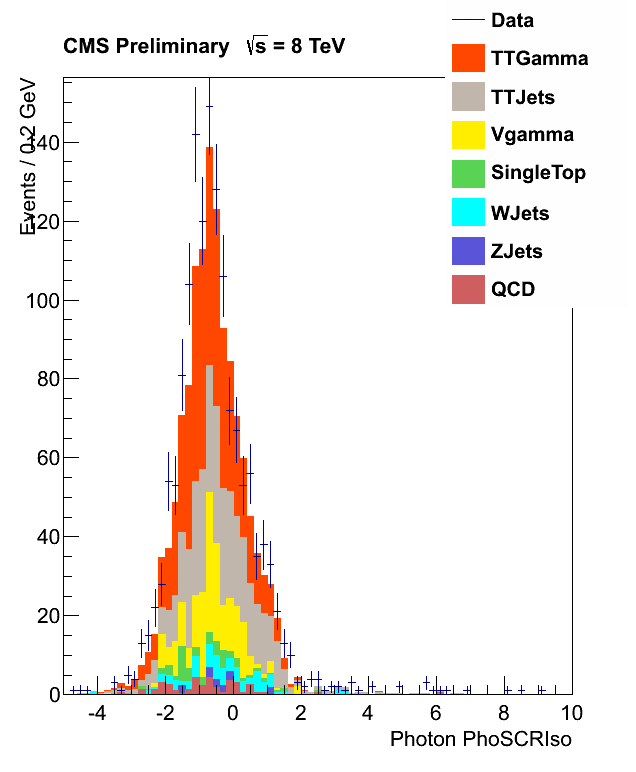 CMS Preliminary √s = 8 TeV
Data
TTGamma
TTJets
Vgamma
SingleTop
WJets
ZJets
QCD
Events / 0.2 GeV
140
120
100
80
60
40
20
0
-4 -2 0 2 4 6 8 10
Photon PhoSCRIso